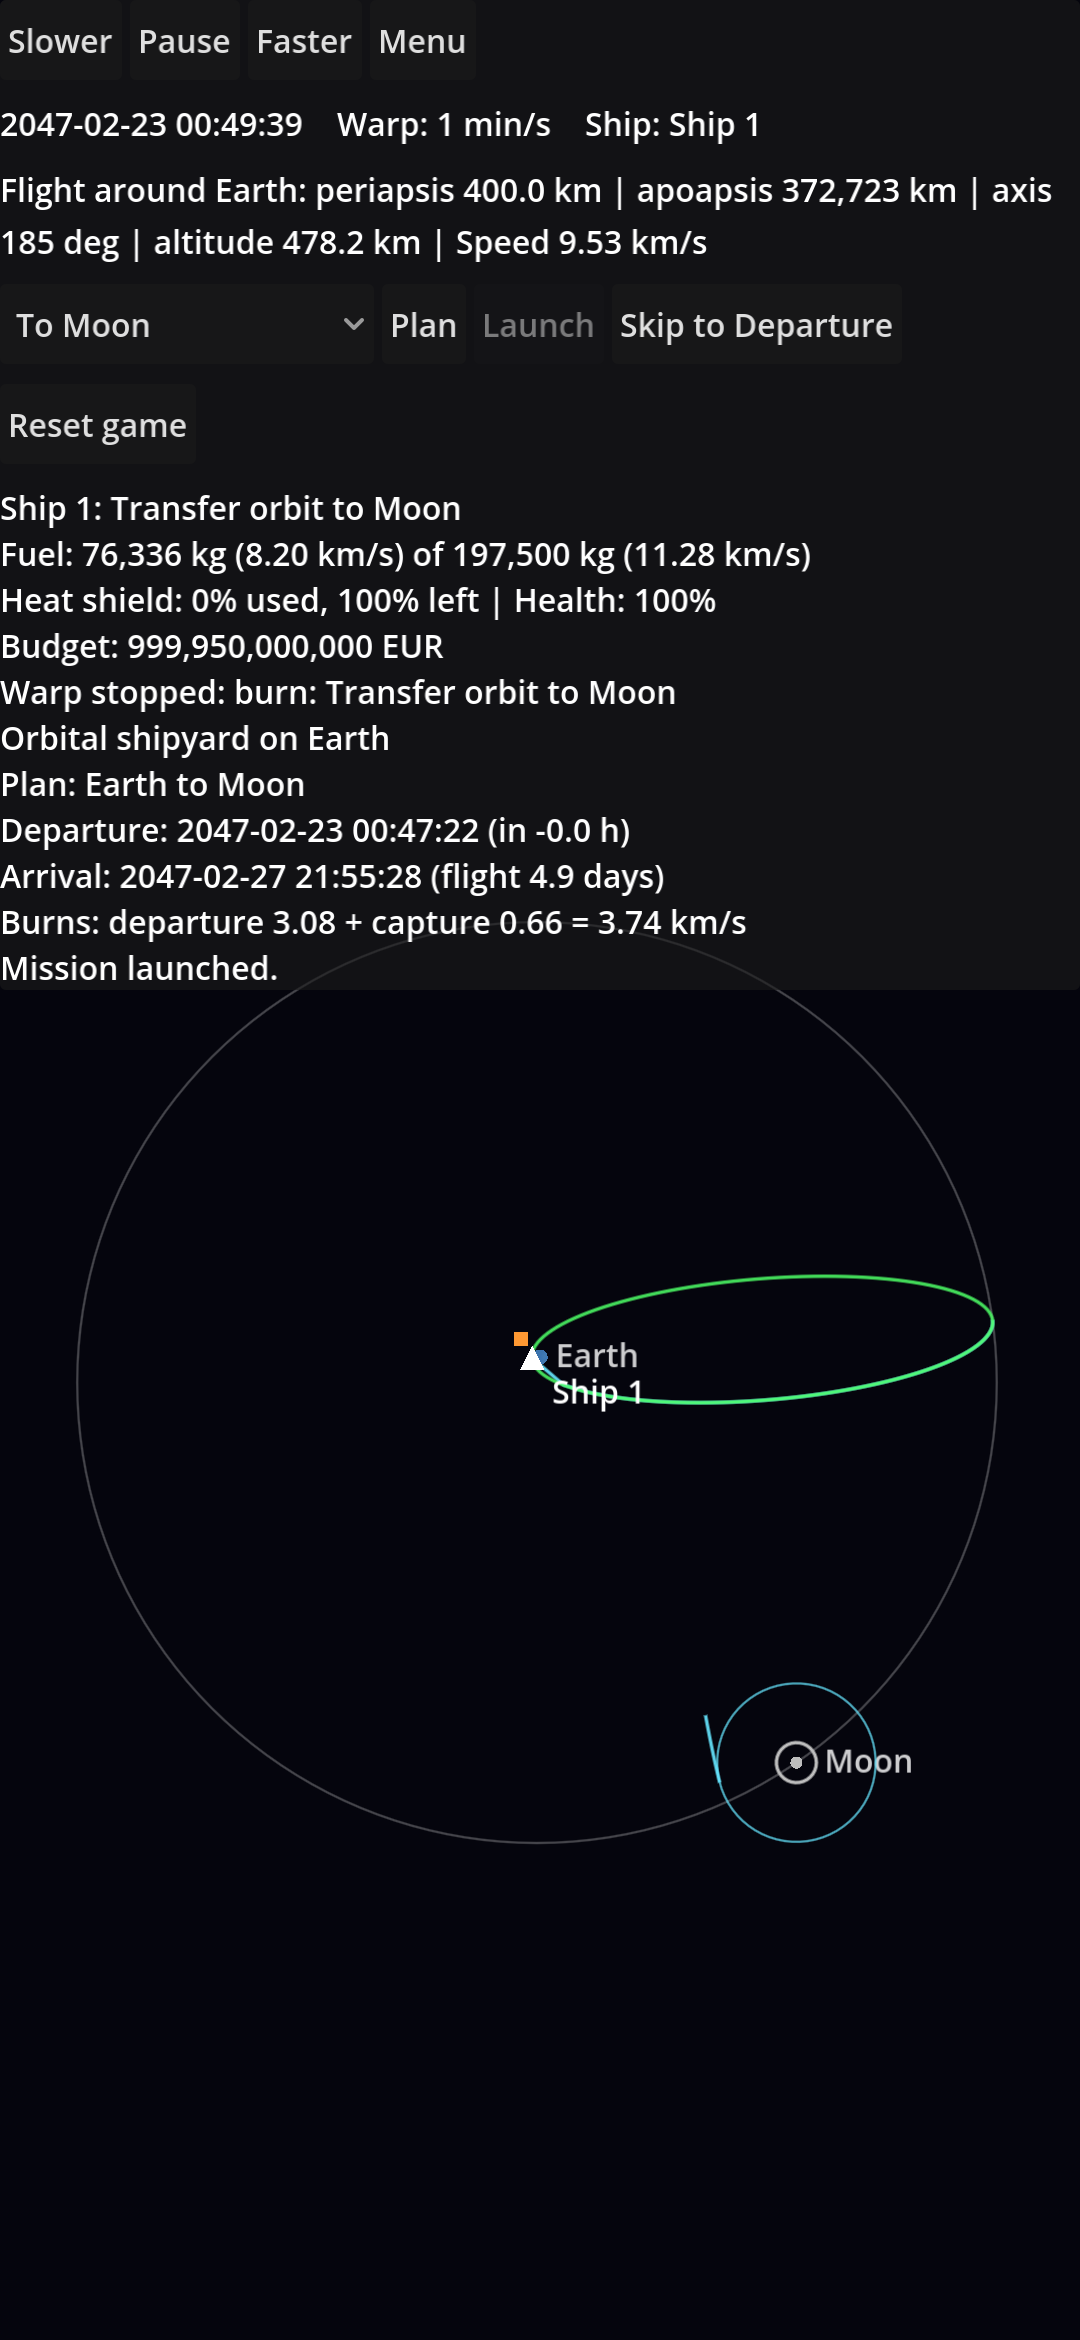 Slower Pause Faster Menu
2047-02-23 00:49:39 Warp: 1 min/s Ship: Ship 1
Flight around Earth: periapsis 400.0 km | apoapsis 372,723 km | axis
185 deg | altitude 478.2 km | Speed 9.53 km/s
To Moon Plan Launch Skip to Departure
Reset game
Ship 1: Transfer orbit to Moon
Fuel: 76,336 kg (8.20 km/s) of 197,500 kg (11.28 km/s)
Heat shield: 0% used, 100% left | Health: 100%
Budget: 999,950,000,000 EUR
Warp stopped: burn: Transfer orbit to Moon
Orbital shipyard on Earth
Plan: Earth to Moon
Departure: 2047-02-23 00:47:22 (in -0.0 h)
Arrival: 2047-02-27 21:55:28 (flight 4.9 days)
Burns: departure 3.08 + capture 0.66 = 3.74 km/s
Mission launched.
Earth
Ship 1
Moon